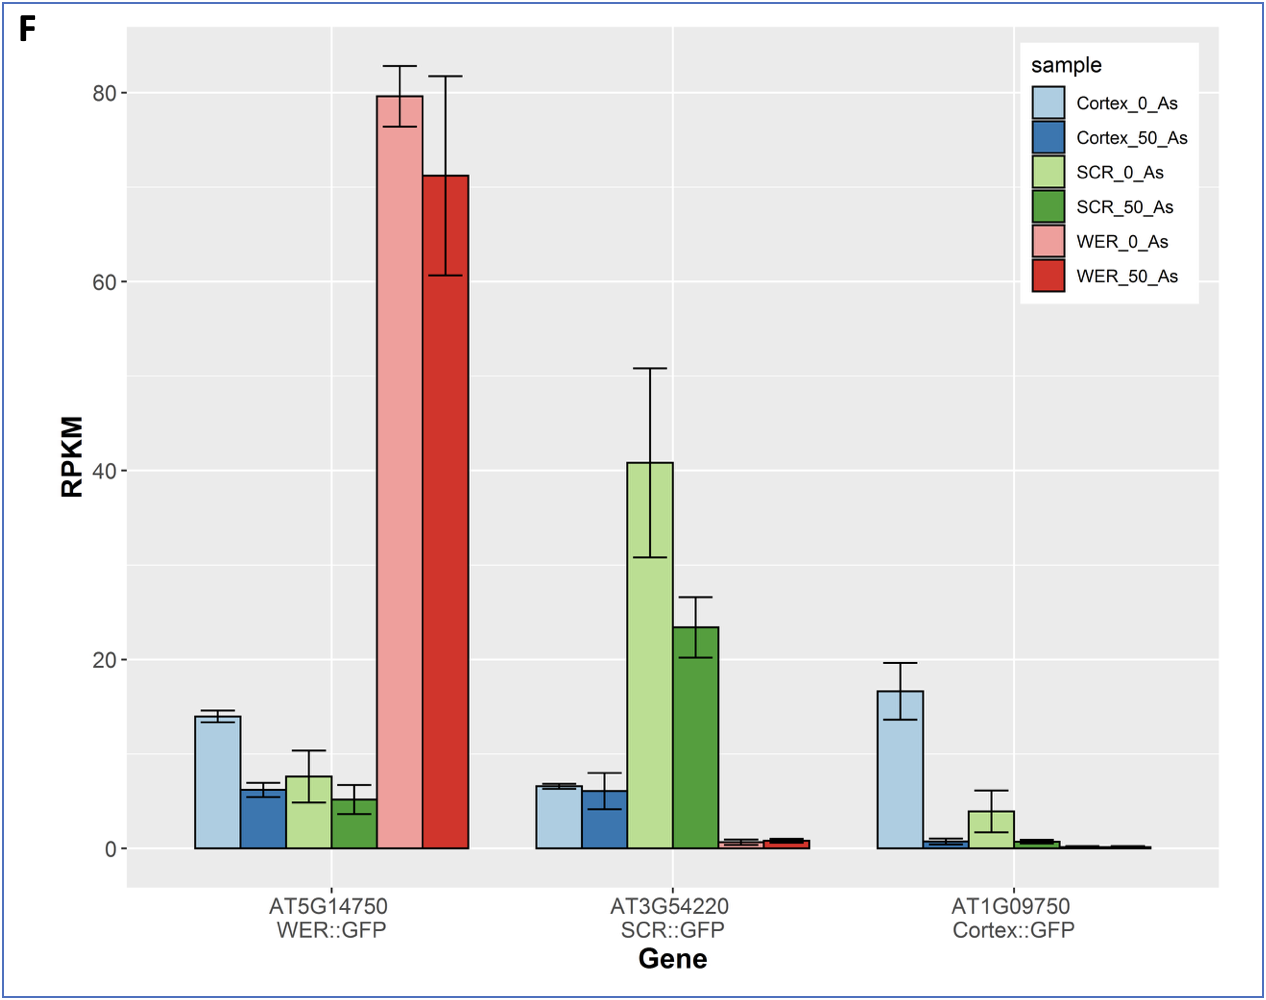 F
sample
Cortex_0_As
Cortex_50_As
SCR_0_As
SCR_50_As
WER_0_As
WER_50_As
80
60
40
20
0
RPKM
AT5G14750
WER::GFP
AT3G54220
SCR::GFP
AT1G09750
Cortex::GFP
Gene